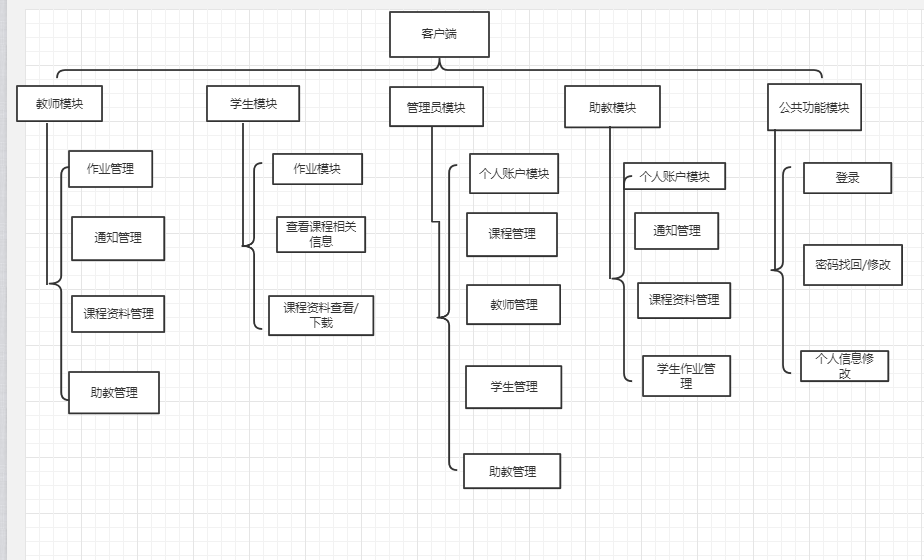 客户端
教师模块
学生模块
管理员模块
助教模块
公共功能模块
作业管理
通知管理
课程资料管理
助教管理
作业模块
查看课程相关
信息
课程资料查看/
下载
个人账户模块
课程管理
教师管理
学生管理
助教管理
个人账户模块
通知管理
课程资料管理
学生作业管
理
登录
密码找回/修改
个人信息修
改